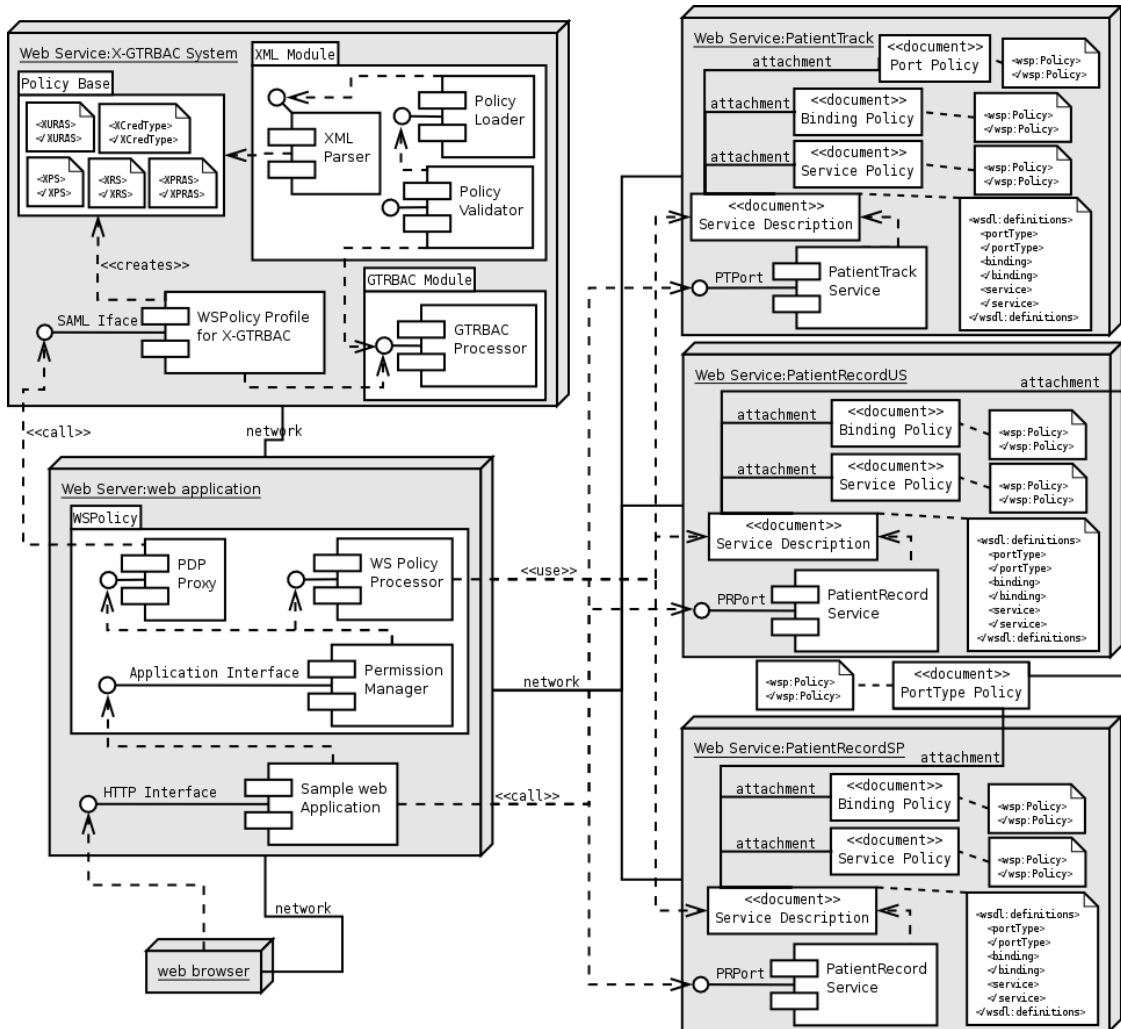 Web Service:X-GTRBAC System
Policy Base
<XURAS>
</XURAS>
<XCredType>
</XCredType>
<XPS>
</XPS>
<XRS>
</XRS>
<XPRAS>
</XPRAS>
XML Module
XML
Parser
Policy
Loader
Policy
Validator
<<creates>>
GTRBAC Module
GTRBAC
Processor
SAML Iface
WSPolicy Profile
for X-GTRBAC
<<call>>
network
Web Server:web application
WSPolicy
PDP
Proxy
WS Policy
Processor
<<use>>
Application Interface
Permission
Manager
network
HTTP Interface
Sample web
Application
<<call>>
network
web browser
Web Service:PatientTrack
attachment
<<document>>
Port Policy
<wsp:Policy>
</wsp:Policy>
attachment
<<document>>
Binding Policy
<wsp:Policy>
</wsp:Policy>
attachment
<<document>>
Service Policy
<wsp:Policy>
</wsp:Policy>
<<document>>
Service Description
<wsdl:definitions>
<portType>
</portType>
<binding>
</binding>
<service>
</service>
</wsdl:definitions>
PTPort
PatientTrack
Service
Web Service:PatientRecordUS
attachment
attachment
<<document>>
Binding Policy
<wsp:Policy>
</wsp:Policy>
attachment
<<document>>
Service Policy
<wsp:Policy>
</wsp:Policy>
<<document>>
Service Description
<wsdl:definitions>
<portType>
</portType>
<binding>
</binding>
<service>
</service>
</wsdl:definitions>
PRPort
PatientRecord
Service
<wsp:Policy>
</wsp:Policy>
<<document>>
PortType Policy
Web Service:PatientRecordSP
attachment
attachment
<<document>>
Binding Policy
<wsp:Policy>
</wsp:Policy>
attachment
<<document>>
Service Policy
<wsp:Policy>
</wsp:Policy>
<<document>>
Service Description
<wsdl:definitions>
<portType>
</portType>
<binding>
</binding>
<service>
</service>
</wsdl:definitions>
PRPort
PatientRecord
Service